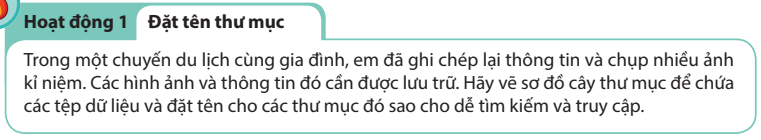 Hoạt động 1 Đặt tên thư mục
Trong một chuyến du lịch cùng gia đình, em đã ghi chép lại thông tin và chụp nhiều ảnh
kỉ niệm. Các hình ảnh và thông tin đó cần được lưu trữ. Hãy vẽ sơ đồ cây thư mục để chứa
các tệp dữ liệu và đặt tên cho các thư mục đó sao cho dễ tìm kiếm và truy cập.